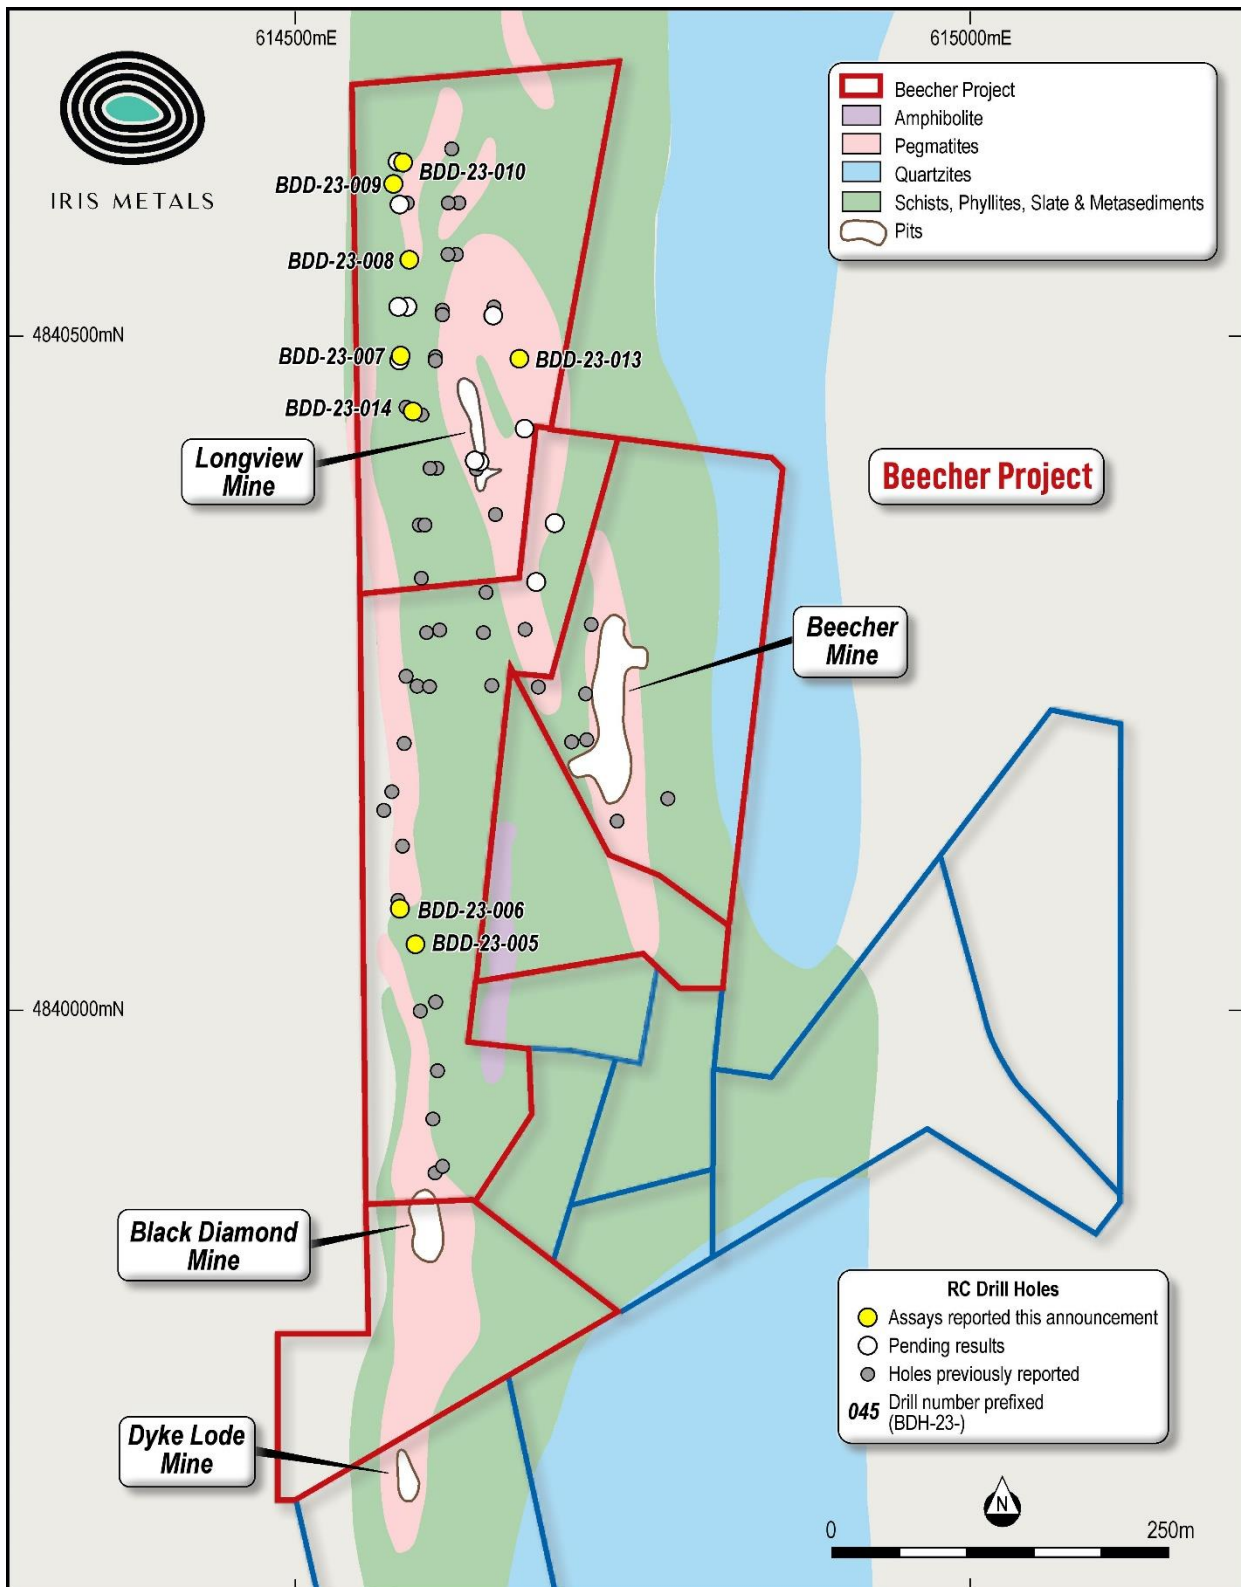 614500mE
615000mE
IRIS METALS
Beecher Project
Amphibolite
Pegmatites
Quartzites
Schists, Phyllites, Slate & Metasediments
Pits
BDD-23-010
BDD-23-009
BDD-23-008
4840500mN
BDD-23-007
BDD-23-013
BDD-23-014
Longview
Mine
Beecher Project
Beecher
Mine
BDD-23-006
BDD-23-005
4840000mN
Black Diamond
Mine
Dyke Lode
Mine
RC Drill Holes
Assays reported this announcement
Pending results
Holes previously reported
045 Drill number prefixed
(BDH-23-)
N
0 250m